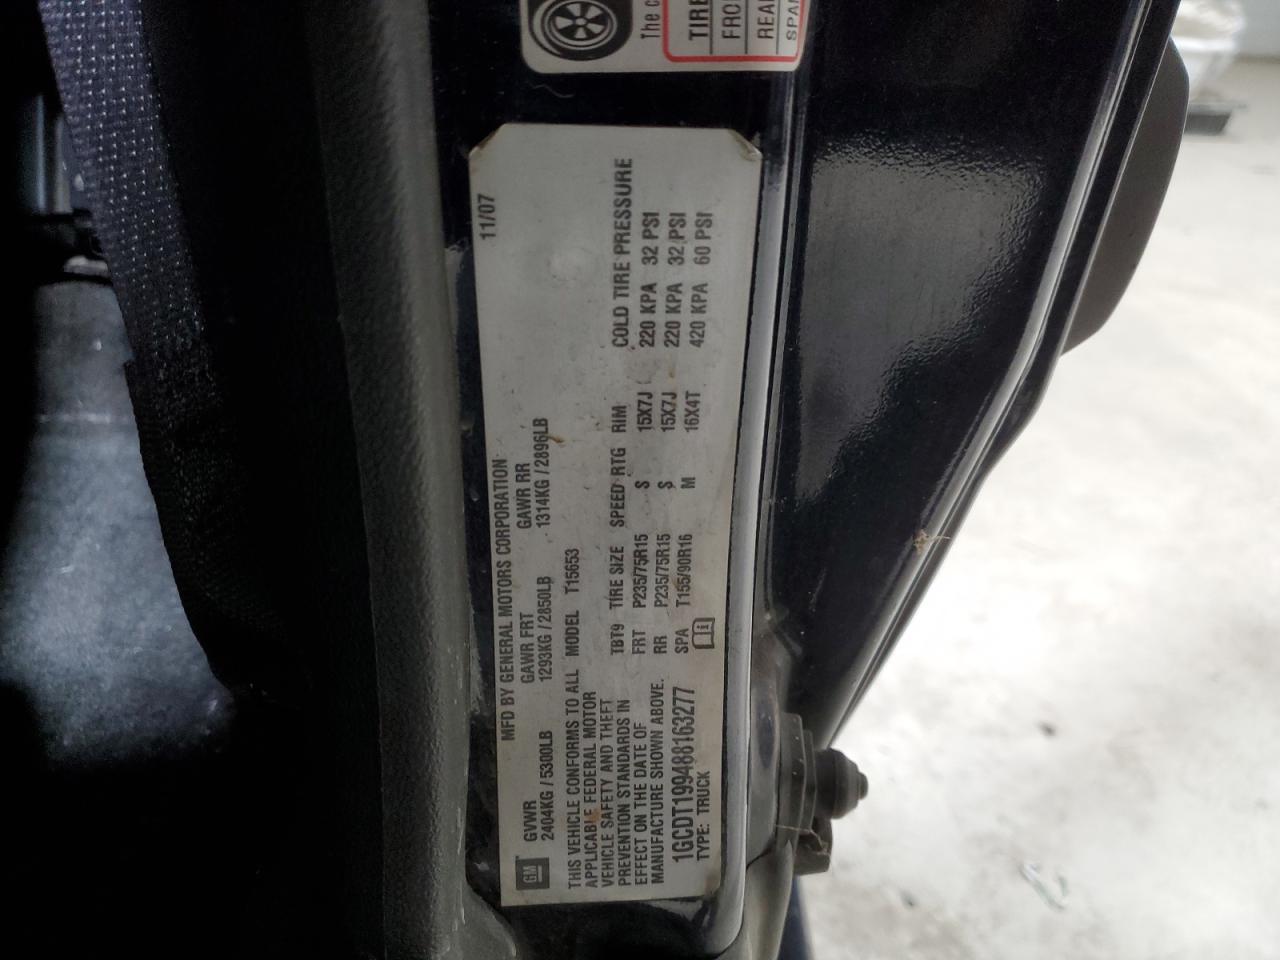 The c
TIRE
FRO
REAR
SPAR
11/07
MFD BY GENERAL MOTORS CORPORATION
GM
GVWR GAWR FRT GAWR RR
2404KG / 5300LB 1293KG / 2850LB 1314KG / 2896LB
THIS VEHICLE CONFORMS TO ALL MODEL T15653
APPLICABLE FEDERAL MOTOR
VEHICLE SAFETY AND THEFT
PREVENTION STANDARDS IN
EFFECT ON THE DATE OF
MANUFACTURE SHOWN ABOVE.
1GCDT199488163277
TYPE: TRUCK
TBT9 TIRE SIZE SPEED RTG RIM COLD TIRE PRESSURE
FRT P235/75R15 S 15X7J 220 KPA 32 PSI
RR P235/75R15 S 15X7J 220 KPA 32 PSI
SPA T155/90R16 M 16X4T 420 KPA 60 PSI